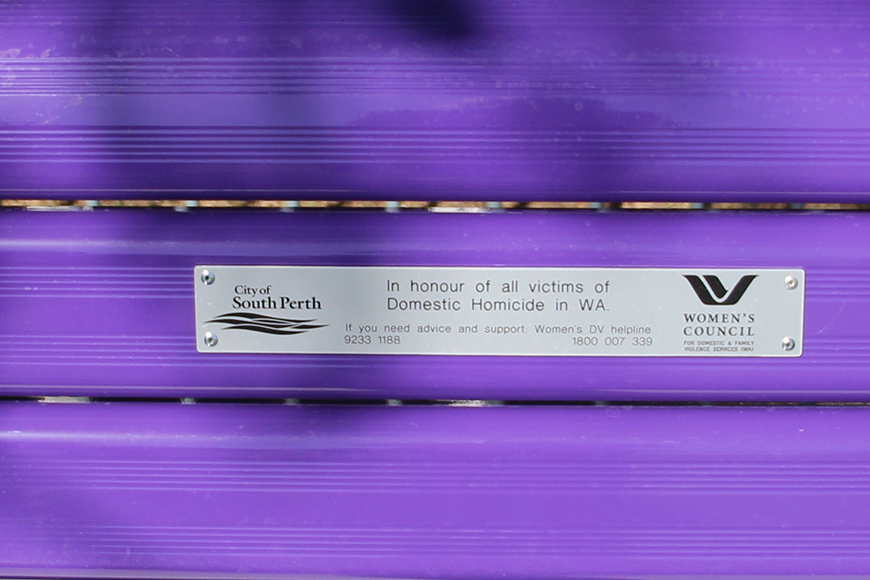 City of
South Perth
In honour of all victims of
Domestic Homicide in WA.
If you need advice and support: Women's DV helpline
9233 1188 1800 007 339
WOMEN'S
COUNCIL
FOR DOMESTIC & FAMILY
VIOLENCE SERVICES (WA)